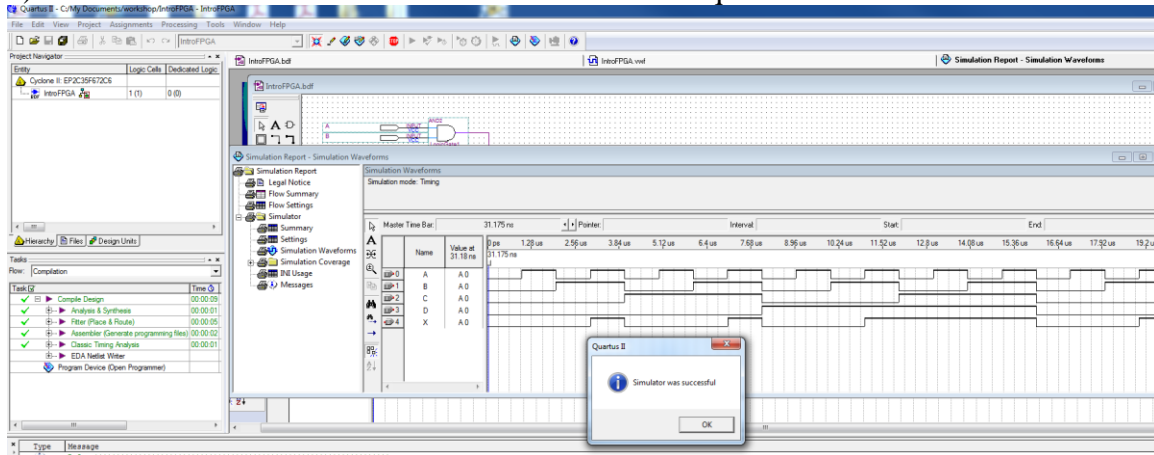 Quartus II - C:/My Documents/workshop/IntroFPGA - IntroFPGA
File Edit View Project Assignments Processing Tools Window Help
IntroFPGA
Project Navigator
Entity Logic Cells Dedicated Logic
Cyclone II: EP2C35F672C6
IntroFPGA 1 (1) 0 (0)
Hierarchy Files Design Units
Tasks
Flow: Compilation
Task Time
Compile Design 00:00:09
Analysis & Synthesis 00:00:01
Fitter (Place & Route) 00:00:05
Assembler (Generate programming files) 00:00:02
Classic Timing Analysis 00:00:01
EDA Netlist Writer
Program Device (Open Programmer)
Type Message
IntroFPGA.bdf IntroFPGA.vwf Simulation Report - Simulation Waveforms
IntroFPGA.bdf
A
B
INPUT
VCC
INPUT
AND2
Simulation Report - Simulation Waveforms
Simulation Report
Legal Notice
Flow Summary
Flow Settings
Simulator
Summary
Settings
Simulation Waveforms
Simulation Coverage
INI Usage
Messages
Simulation Waveforms
Simulation mode: Timing
Master Time Bar: 31.175 ns Pointer: Interval: Start: End:
Name Value at 31.18 ns
0 ps 1.28 us 2.56 us 3.84 us 5.12 us 6.4 us 7.68 us 8.96 us 10.24 us 11.52 us 12.8 us 14.08 us 15.36 us 16.64 us 17.92 us 19.2 u
31.175 ns
0 A A 0
1 B A 0
2 C A 0
3 D A 0
4 X A 0
Quartus II
Simulator was successful
OK